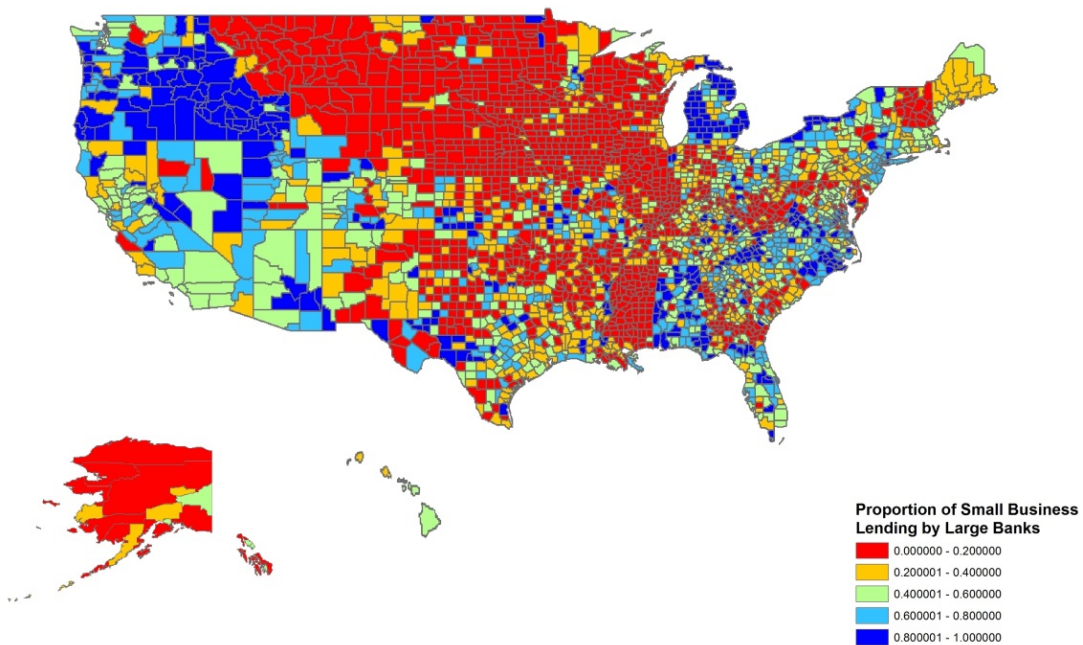 Proportion of Small Business
Lending by Large Banks
0.000000 - 0.200000
0.200001 - 0.400000
0.400001 - 0.600000
0.600001 - 0.800000
0.800001 - 1.000000